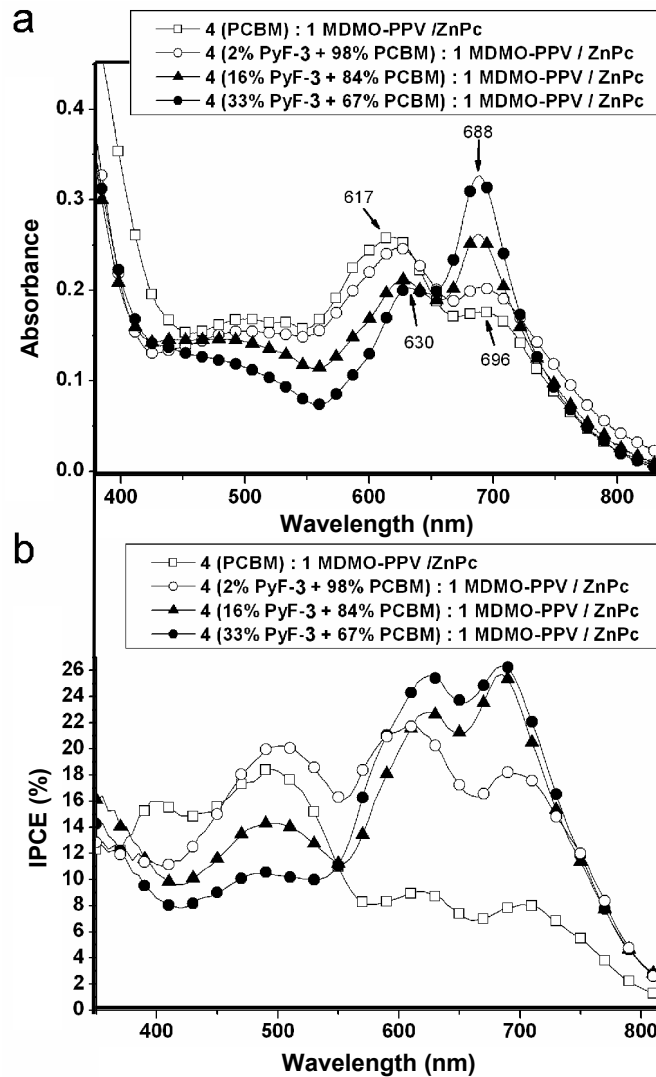 a
4 (PCBM) : 1 MDMO-PPV /ZnPc
4 (2% PyF-3 + 98% PCBM) : 1 MDMO-PPV / ZnPc
4 (16% PyF-3 + 84% PCBM) : 1 MDMO-PPV / ZnPc
4 (33% PyF-3 + 67% PCBM) : 1 MDMO-PPV / ZnPc
0.4
0.3
0.2
0.1
0.0
Absorbance
617
688
630
696
400 500 600 700 800
Wavelength (nm)
b
4 (PCBM) : 1 MDMO-PPV /ZnPc
4 (2% PyF-3 + 98% PCBM) : 1 MDMO-PPV / ZnPc
4 (16% PyF-3 + 84% PCBM) : 1 MDMO-PPV / ZnPc
4 (33% PyF-3 + 67% PCBM) : 1 MDMO-PPV / ZnPc
26
24
22
20
18
16
14
12
10
8
6
4
2
0
IPCE (%)
400 500 600 700 800
Wavelength (nm)